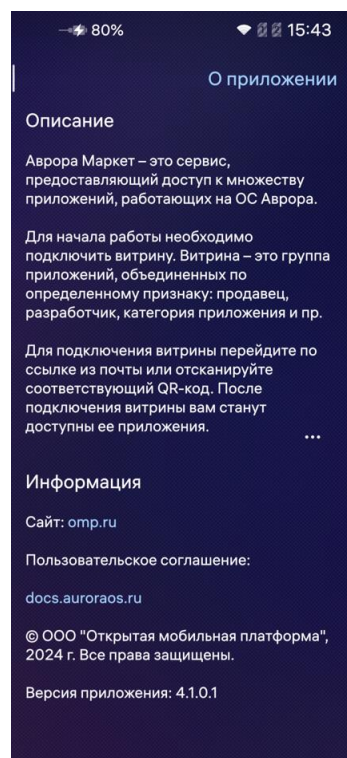 80%
15:43
О приложении
Описание
Аврора Маркет – это сервис,
предоставляющий доступ к множеству
приложений, работающих на ОС Аврора.
Для начала работы необходимо
подключить витрину. Витрина – это группа
приложений, объединенных по
определенному признаку: продавец,
разработчик, категория приложения и пр.
Для подключения витрины перейдите по
ссылке из почты или отсканируйте
соответствующий QR-код. После
подключения витрины вам станут
доступны ее приложения.
...
Информация
Сайт: omp.ru
Пользовательское соглашение:
docs.auroraos.ru
© ООО "Открытая мобильная платформа",
2024 г. Все права защищены.
Версия приложения: 4.1.0.1